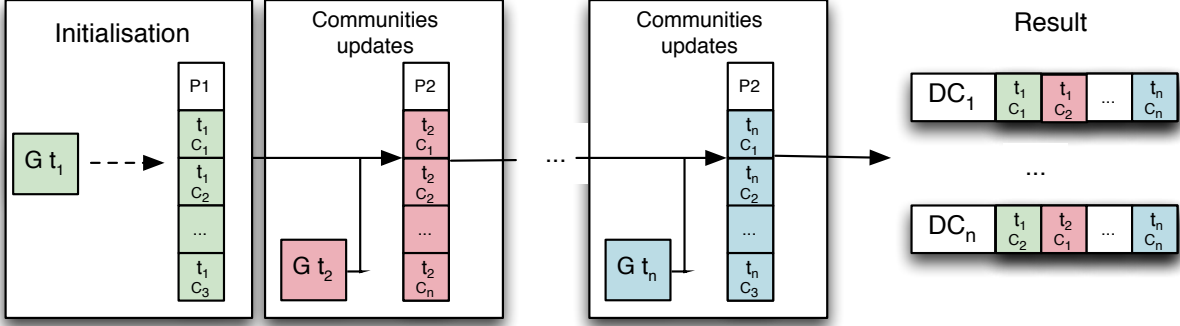 Initialisation
P1
G t₁
t₁
C₁
t₁
C₂
...
t₁
C₃
Communities
updates
P2
t₂
C₁
t₂
C₂
...
t₂
Cₙ
G t₂
...
Communities
updates
P2
tₙ
C₁
tₙ
C₂
...
tₙ
C₃
G tₙ
Result
DC₁ t₁ t₁ ... tₙ
C₁ C₂ Cₙ
...
DCₙ t₁ t₂ ... tₙ
C₂ C₁ Cₙ